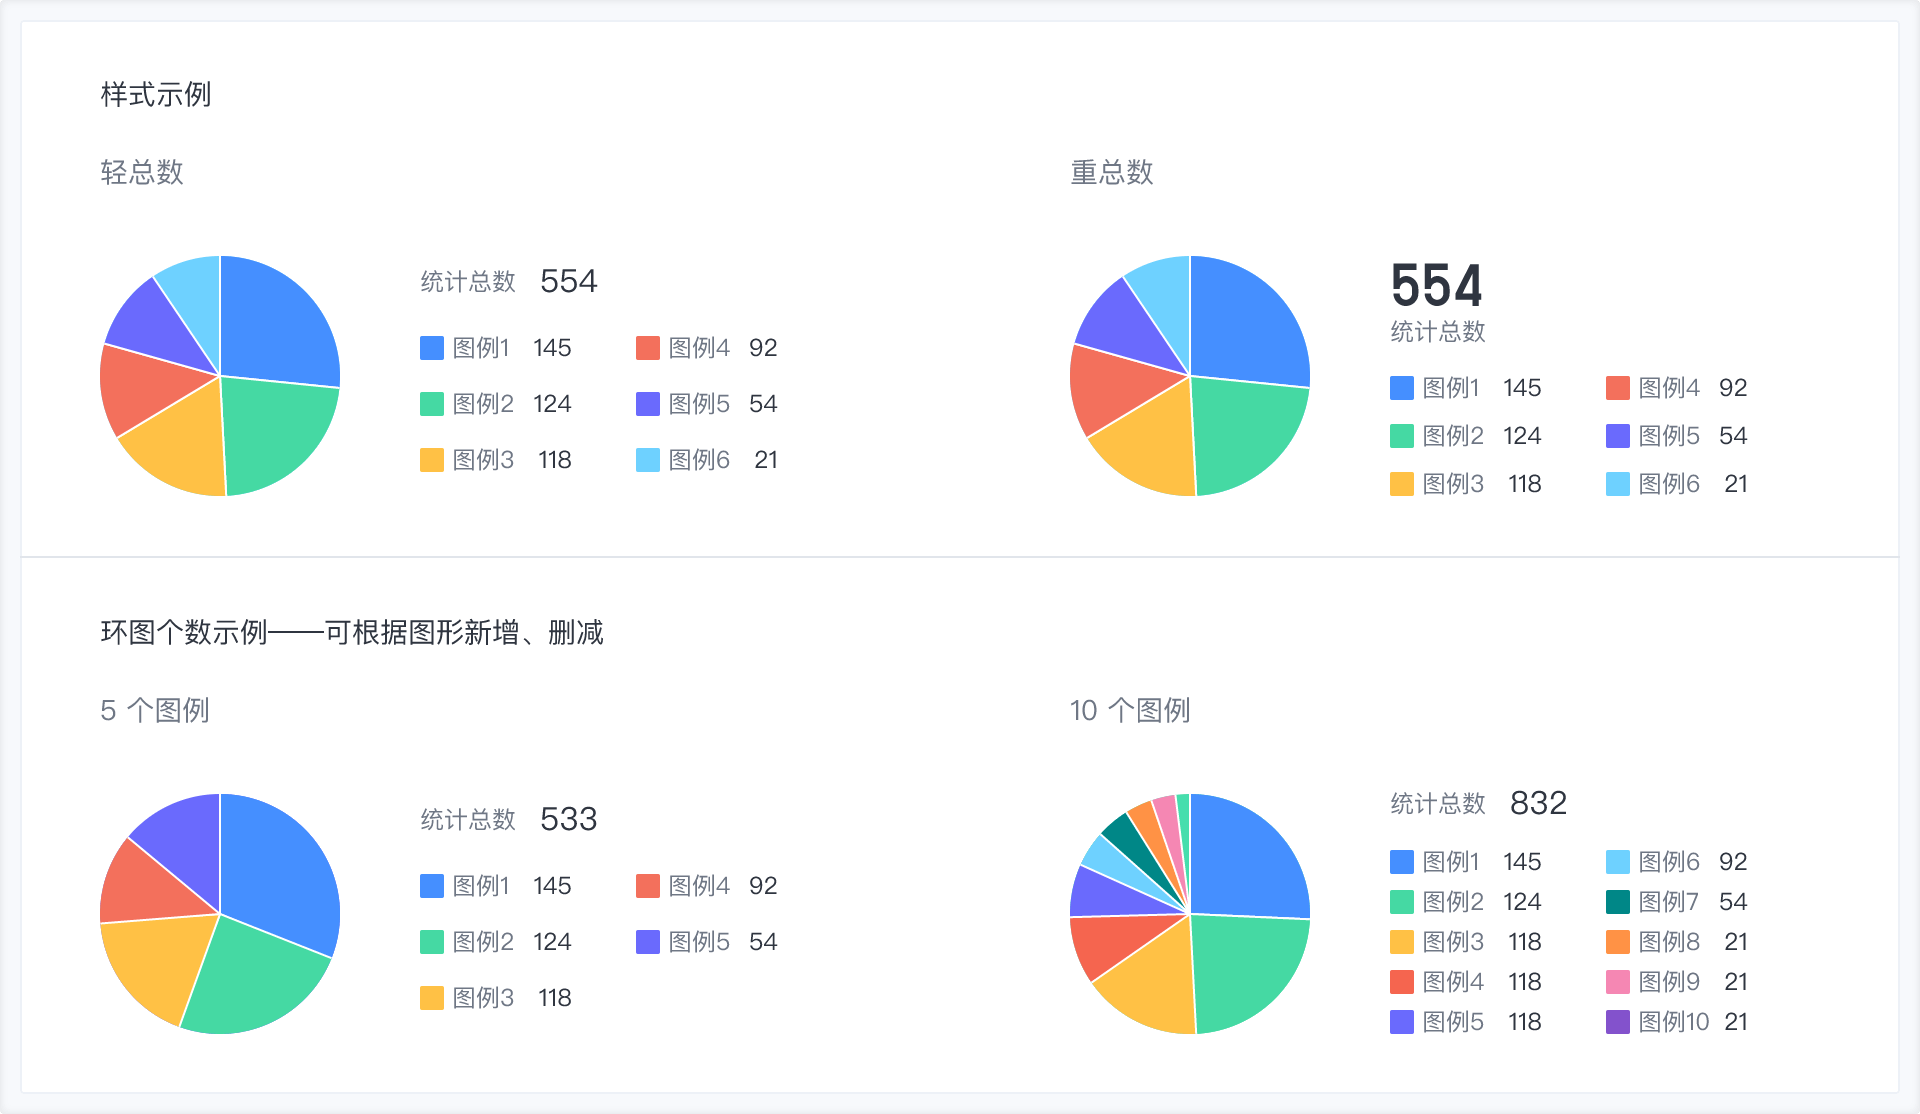 样式示例
轻总数
统计总数 554
图例1 145 图例4 92
图例2 124 图例5 54
图例3 118 图例6 21
重总数
554
统计总数
图例1 145 图例4 92
图例2 124 图例5 54
图例3 118 图例6 21
环图个数示例——可根据图形新增、删减
5 个图例
统计总数 533
图例1 145 图例4 92
图例2 124 图例5 54
图例3 118
10 个图例
统计总数 832
图例1 145 图例6 92
图例2 124 图例7 54
图例3 118 图例8 21
图例4 118 图例9 21
图例5 118 图例10 21